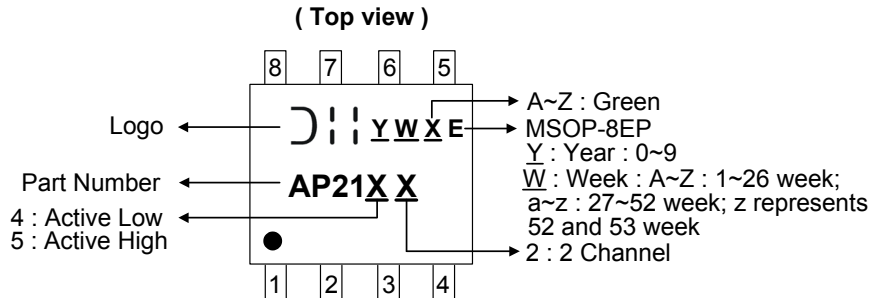 ( Top view )
8 7 6 5
Logo
Y W X E
A~Z : Green
MSOP-8EP
Y : Year : 0~9
W : Week : A~Z : 1~26 week;
a~z : 27~52 week; z represents
52 and 53 week
Part Number
AP21X X
4 : Active Low
5 : Active High
2 : 2 Channel
1 2 3 4